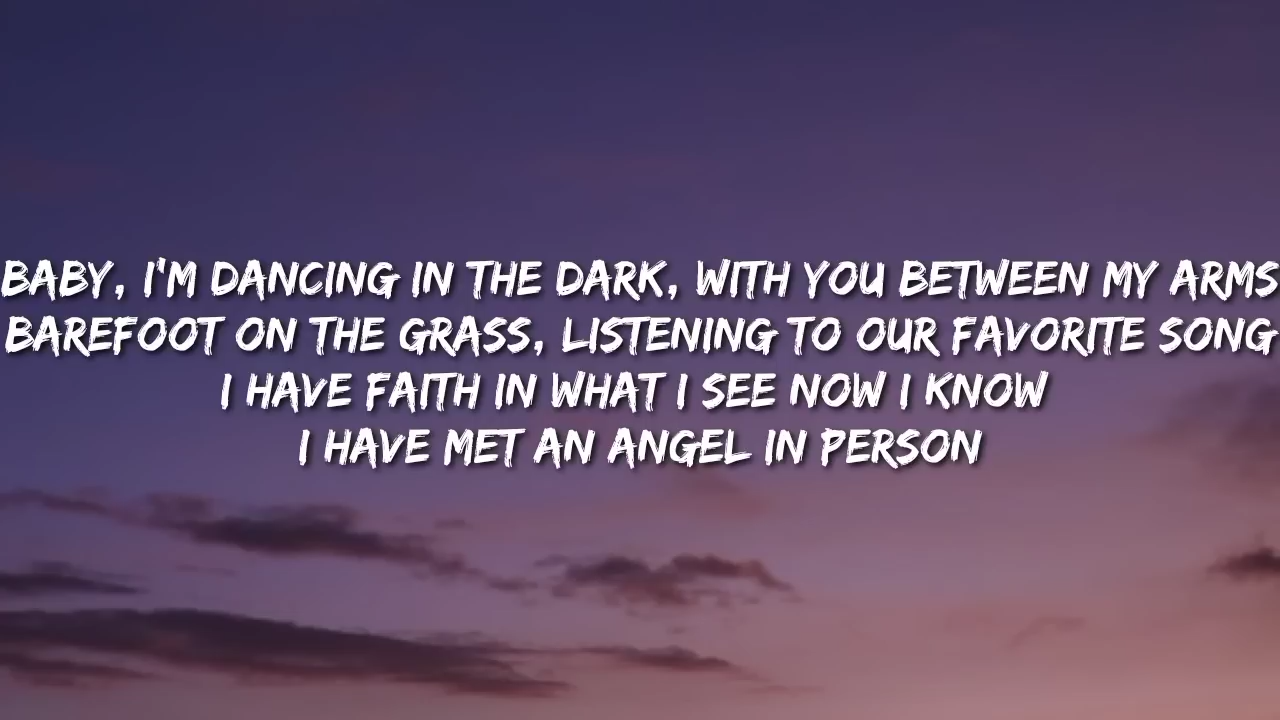 BABY, I'M DANCING IN THE DARK, WITH YOU BETWEEN MY ARMS
BAREFOOT ON THE GRASS, LISTENING TO OUR FAVORITE SONG
I HAVE FAITH IN WHAT I SEE NOW I KNOW
I HAVE MET AN ANGEL IN PERSON